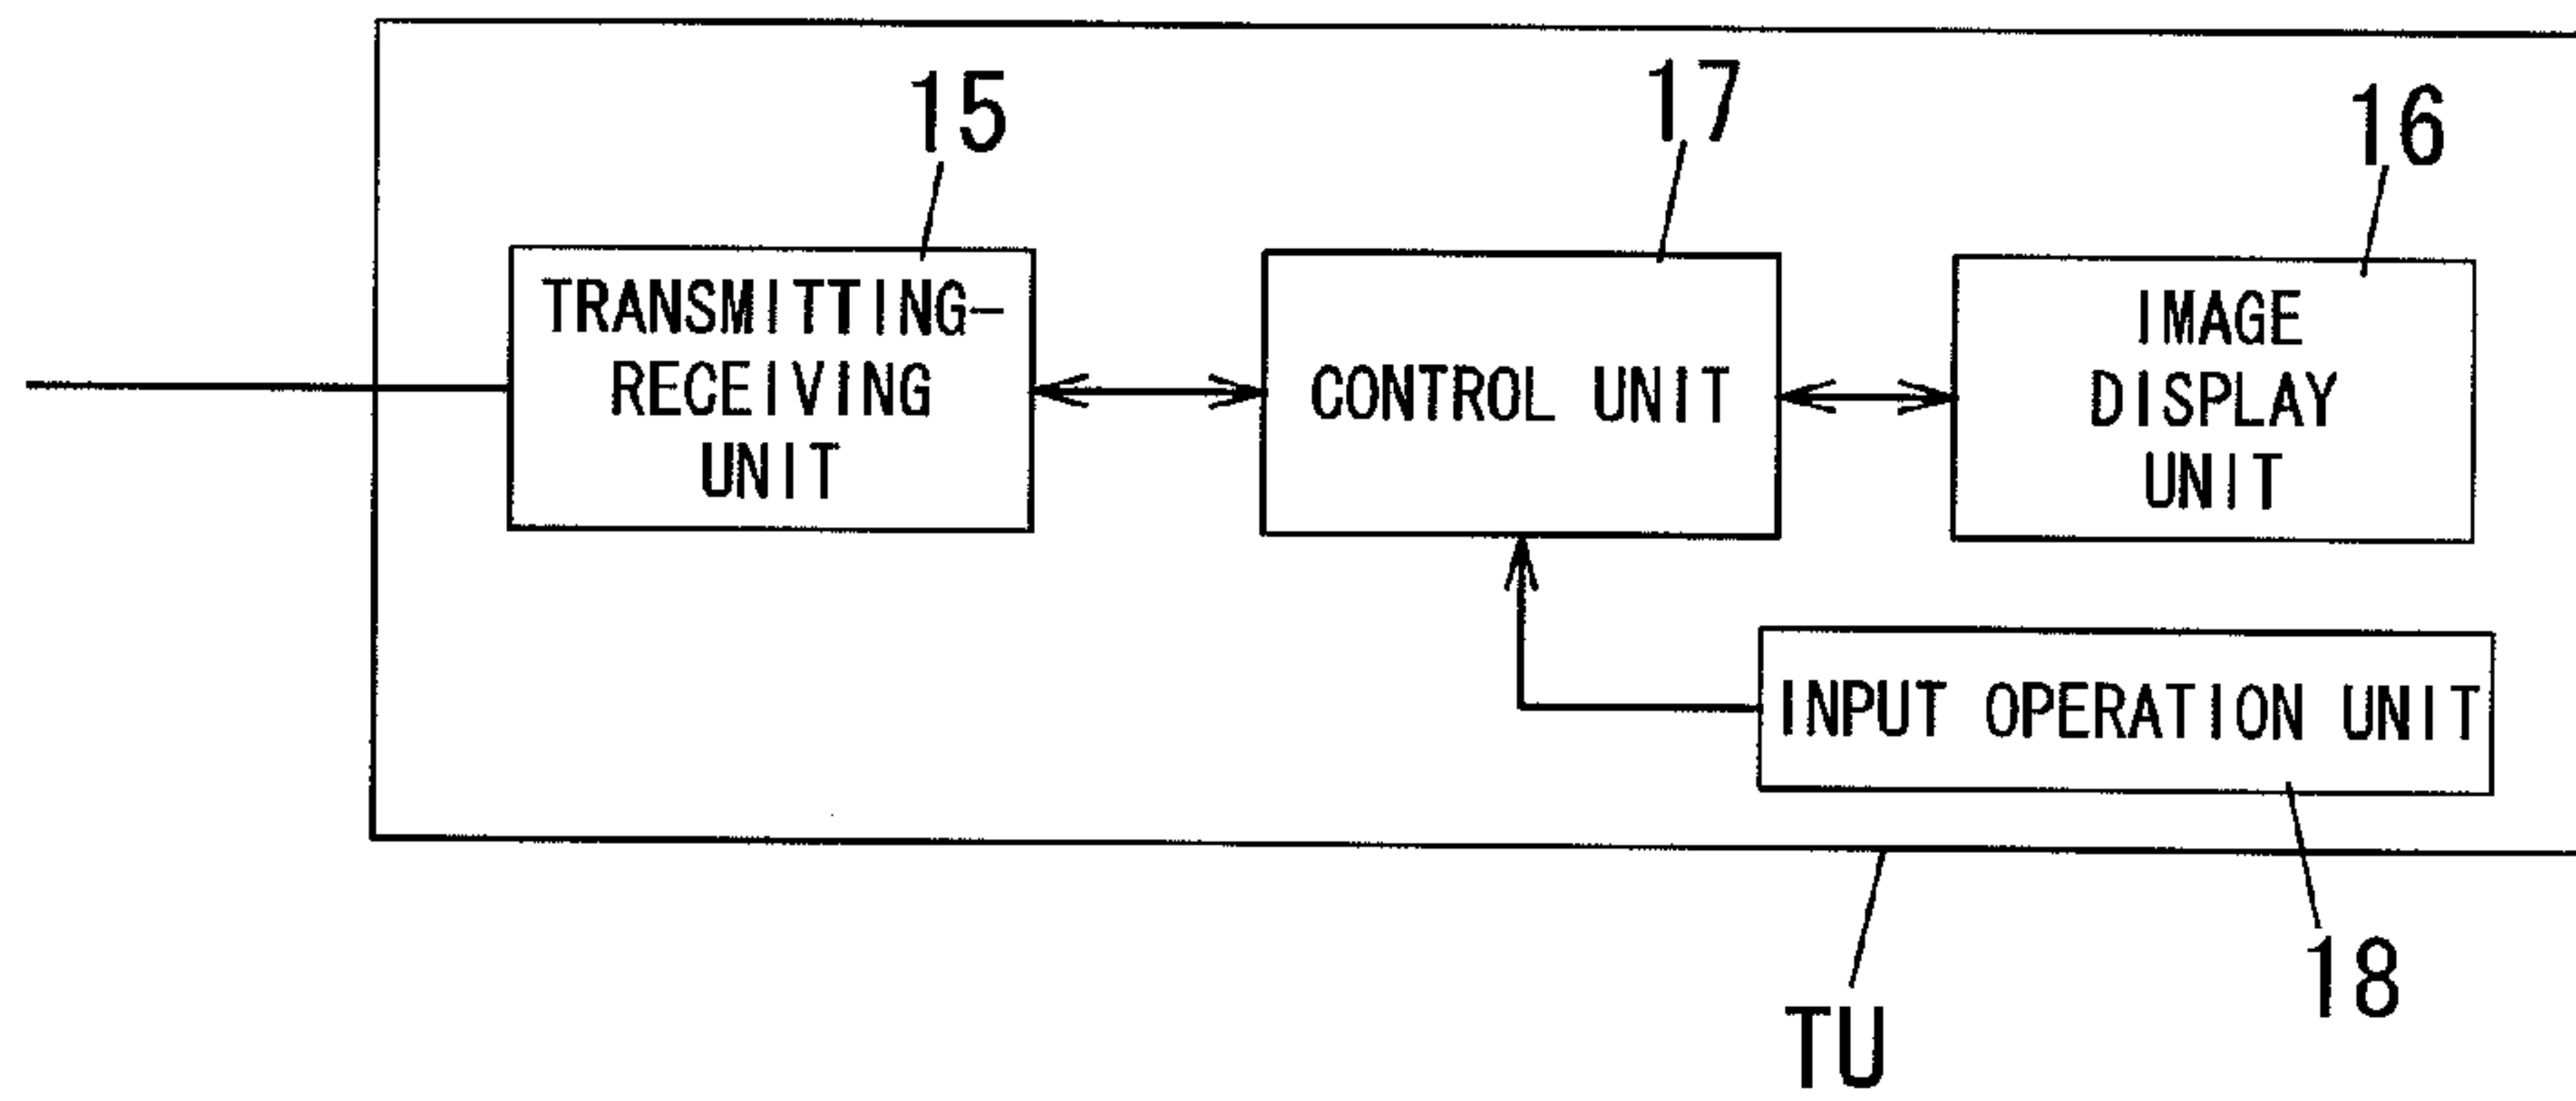 15
17
16
TRANSMITTING-
RECEIVING
UNIT
CONTROL UNIT
IMAGE
DISPLAY
UNIT
INPUT OPERATION UNIT
18
TU